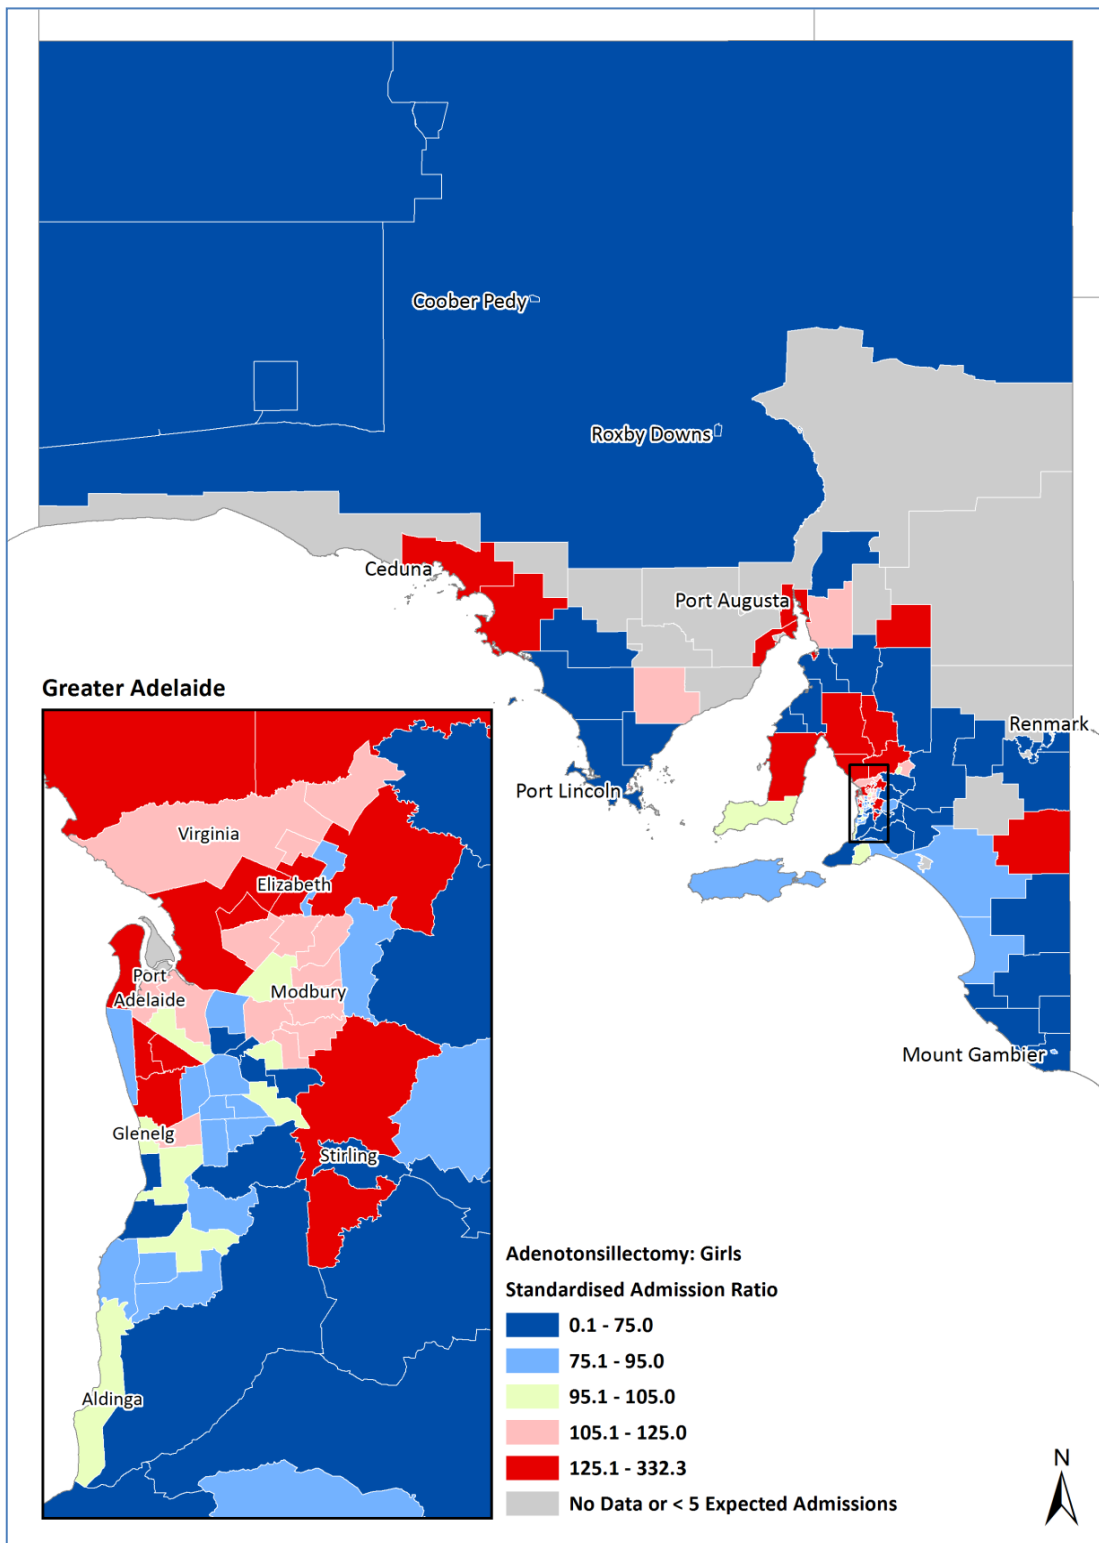 Coober Pedy
Roxby Downs
Ceduna
Port Augusta
Renmark
Port Lincoln
Mount Gambier
Greater Adelaide
Virginia
Elizabeth
Port
Adelaide
Modbury
Glenelg
Stirling
Aldinga
Adenotonsillectomy: Girls
Standardised Admission Ratio
0.1 - 75.0
75.1 - 95.0
95.1 - 105.0
105.1 - 125.0
125.1 - 332.3
No Data or < 5 Expected Admissions
N